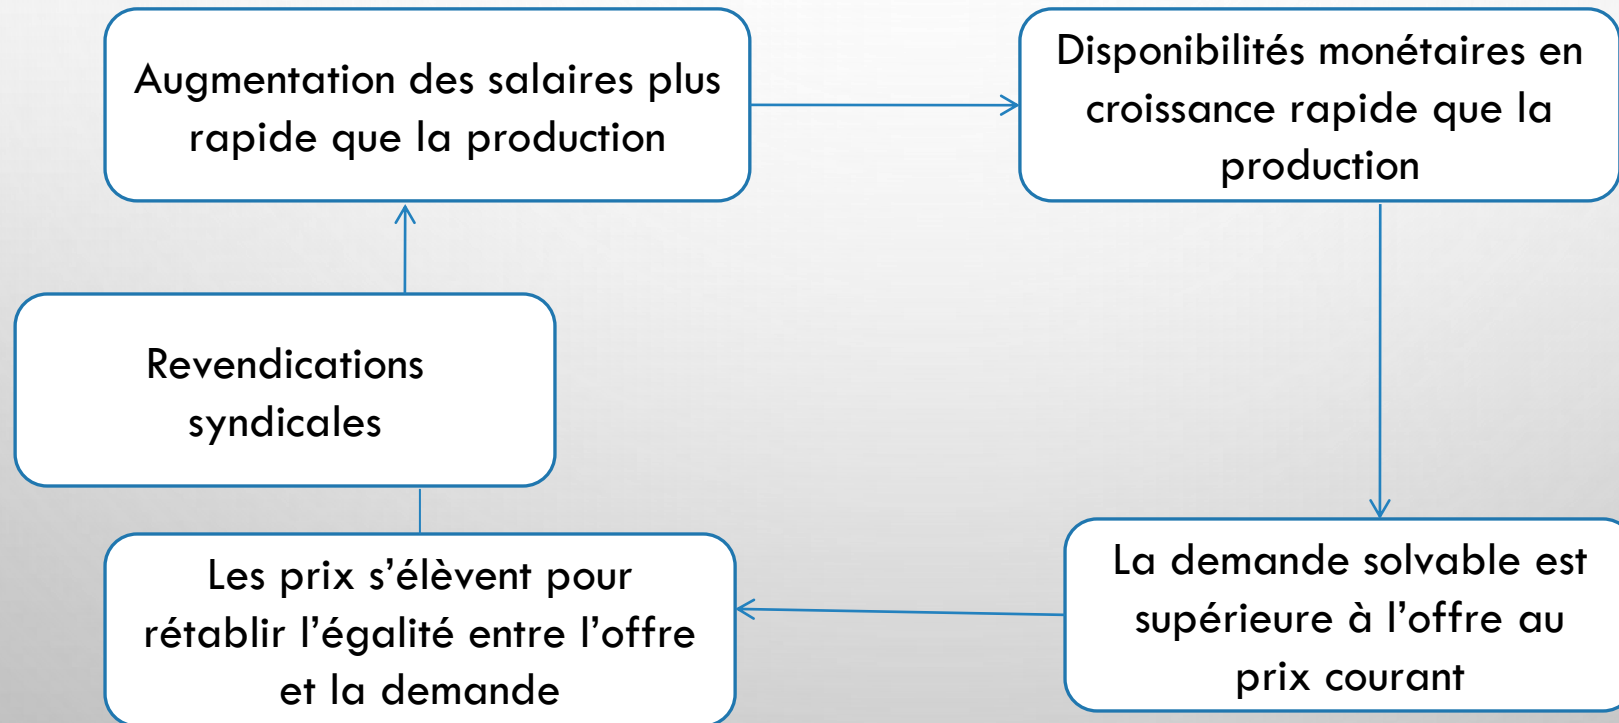 Augmentation des salaires plus
rapide que la production
Disponibilités monétaires en
croissance rapide que la
production
Revendications
syndicales
Les prix s’élèvent pour
rétablir l’égalité entre l’offre
et la demande
La demande solvable est
supérieure à l’offre au
prix courant